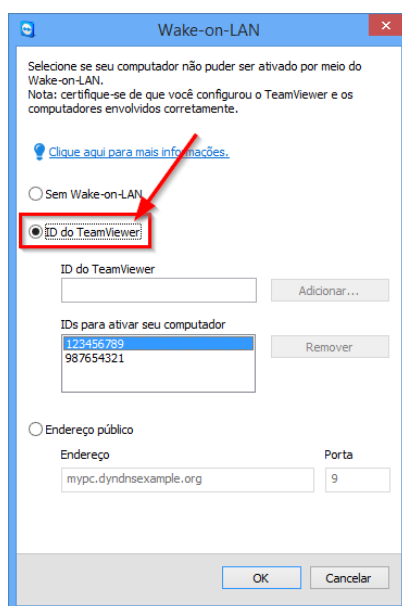 Wake-on-LAN
Selecione se seu computador não puder ser ativado por meio do
Wake-on-LAN.
Nota: certifique-se de que você configurou o TeamViewer e os
computadores envolvidos corretamente.
Clique aqui para mais informações.
Sem Wake-on-LAN
ID do TeamViewer
ID do TeamViewer
Adicionar...
IDs para ativar seu computador
123456789
987654321
Remover
Endereço público
Endereço
Porta
mypc.dyndnsexample.org
9
OK
Cancelar